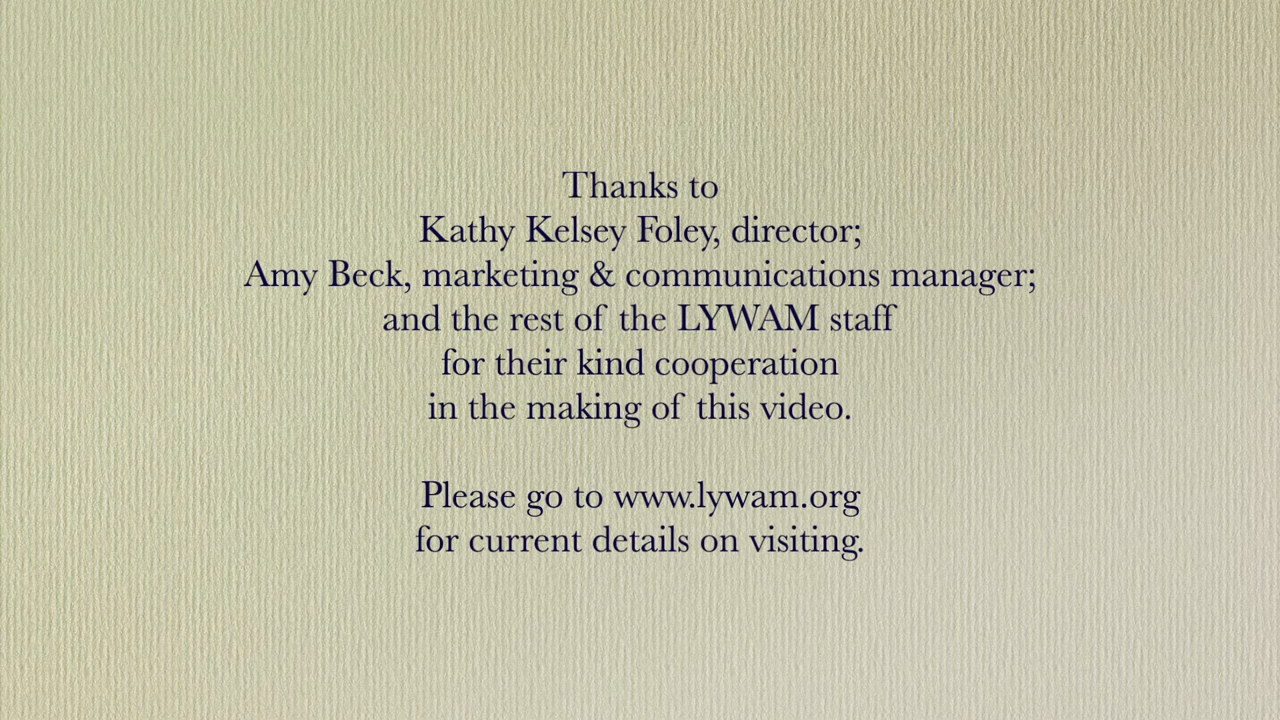 Thanks to
Kathy Kelsey Foley, director;
Amy Beck, marketing & communications manager;
and the rest of the LYWAM staff
for their kind cooperation
in the making of this video.
Please go to www.lywam.org
for current details on visiting.